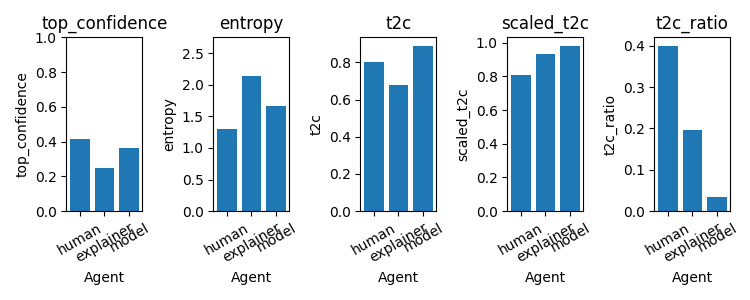 top_confidence
entropy
t2c
scaled_t2c
t2c_ratio
top_confidence
1.0
0.8
0.6
0.4
0.2
0.0
human
explainer
model
Agent
entropy
2.5
2.0
1.5
1.0
0.5
0.0
human
explainer
model
Agent
t2c
0.8
0.6
0.4
0.2
0.0
human
explainer
model
Agent
scaled_t2c
1.0
0.8
0.6
0.4
0.2
0.0
human
explainer
model
Agent
t2c_ratio
0.4
0.3
0.2
0.1
0.0
human
explainer
model
Agent